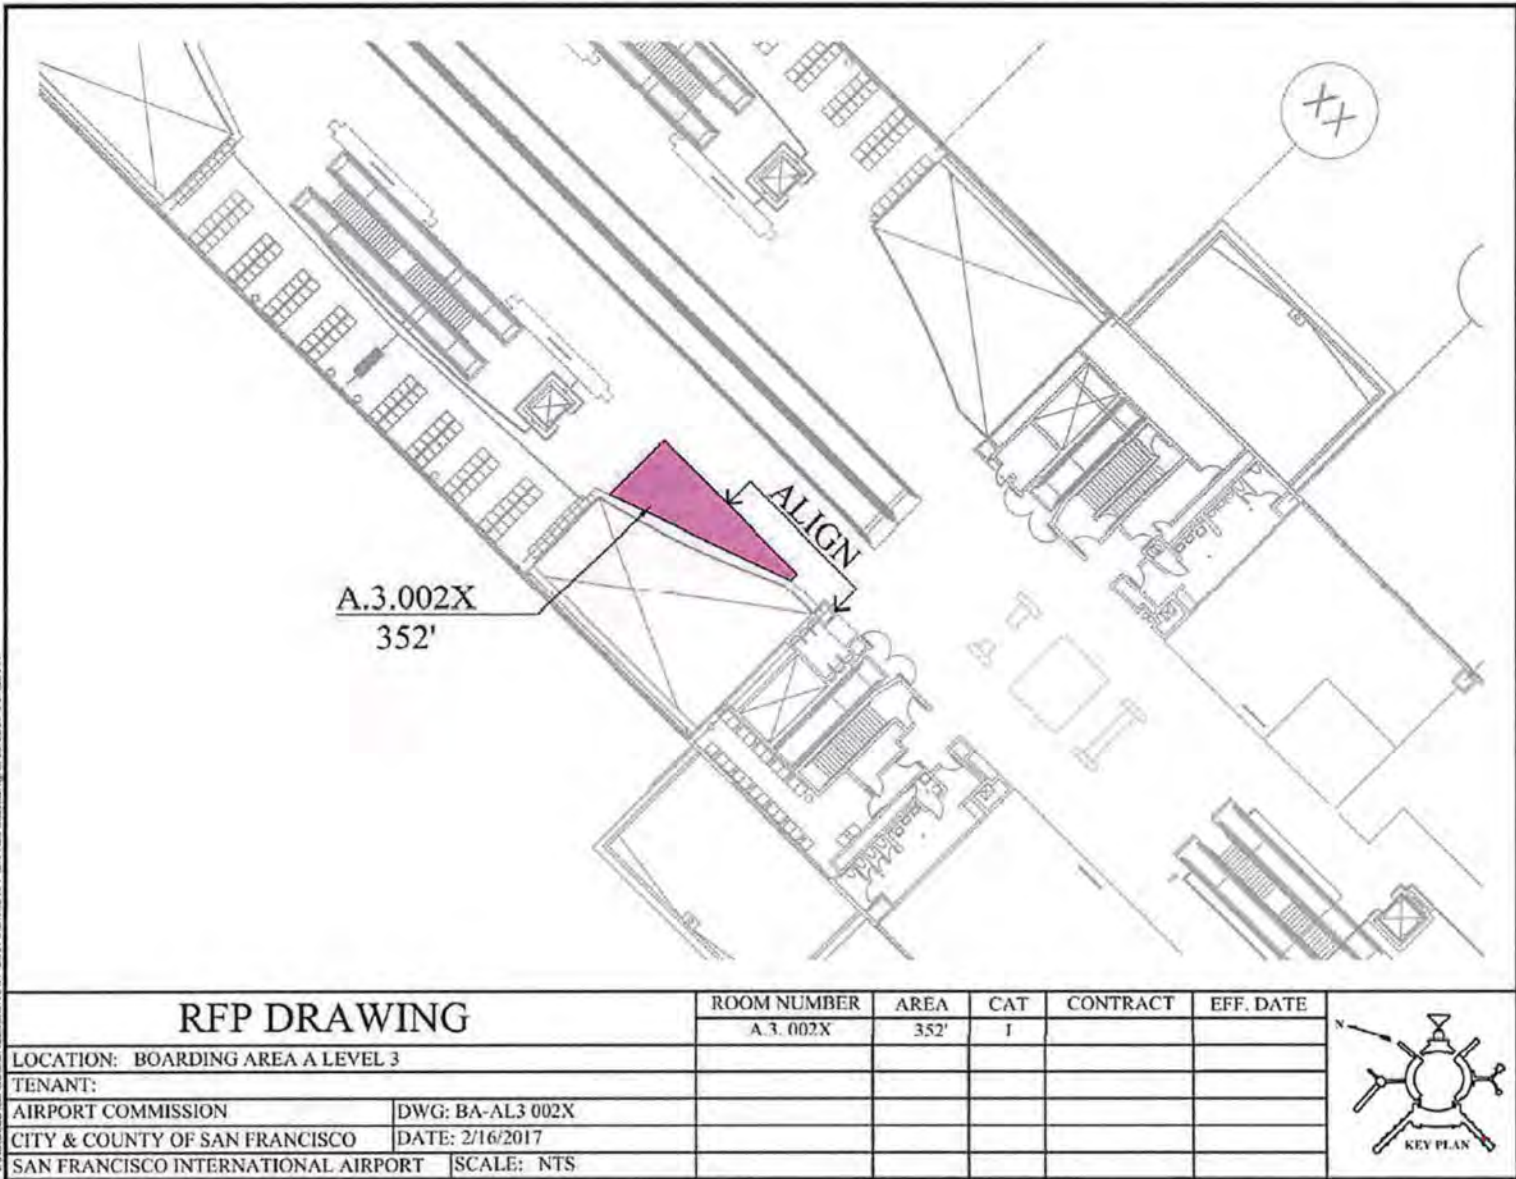 XX
ALIGN
A.3.002X
352'
RFP DRAWING
ROOM NUMBER AREA CAT CONTRACT EFF. DATE
A.3. 002X 352' I
LOCATION: BOARDING AREA A LEVEL 3
TENANT:
AIRPORT COMMISSION DWG: BA-AL3 002X
CITY & COUNTY OF SAN FRANCISCO DATE: 2/16/2017
SAN FRANCISCO INTERNATIONAL AIRPORT SCALE: NTS
N
KEY PLAN